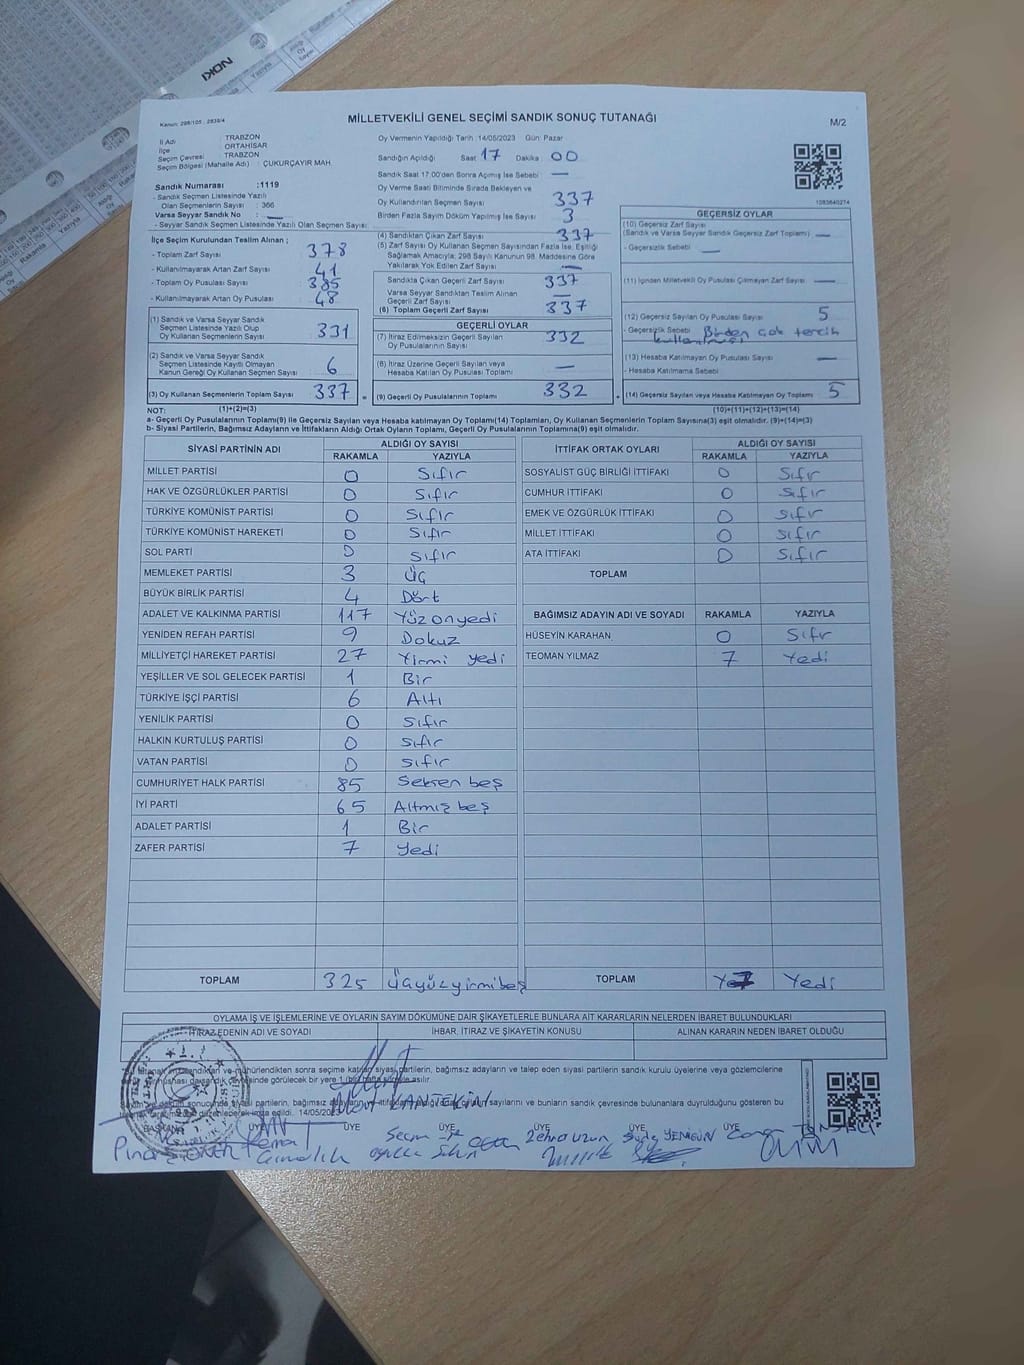 Kanun: 298/105 , 2839/4
MİLLETVEKİLİ GENEL SEÇİMİ SANDIK SONUÇ TUTANAĞI
M/2
İl Adı TRABZON
İlçe ORTAHİSAR
Seçim Çevresi TRABZON
Seçim Bölgesi (Mahalle Adı) : ÇUKURÇAYIR MAH.
Sandık Numarası :1119
- Sandık Seçmen Listesinde Yazılı
Olan Seçmenlerin Sayısı : 366
Varsa Seyyar Sandık No : —
- Seyyar Sandık Seçmen Listesinde Yazılı Olan Seçmen Sayısı
Oy Vermenin Yapıldığı Tarih :14/05/2023 Gün: Pazar
Sandığın Açıldığı Saat 17 Dakika 00
Sandık Saat 17:00'den Sonra Açılmış İse Sebebi —
Oy Verme Saati Bitiminde Sırada Bekleyen ve
Oy Kullandırılan Seçmen Sayısı 337
Birden Fazla Sayım Döküm Yapılmış İse Sayısı 3
1083640274
İlçe Seçim Kurulundan Teslim Alınan ;
- Toplam Zarf Sayısı 378
- Kullanılmayarak Artan Zarf Sayısı 41
- Toplam Oy Pusulası Sayısı 385
- Kullanılmayarak Artan Oy Pusulası 48
(1) Sandık ve Varsa Seyyar Sandık
Seçmen Listesinde Yazılı Olup
Oy Kullanan Seçmenlerin Sayısı 331
(2) Sandık ve Varsa Seyyar Sandık
Seçmen Listesinde Kayıtlı Olmayan
Kanun Gereği Oy Kullanan Seçmen Sayısı 6
(3) Oy Kullanan Seçmenlerin Toplam Sayısı 337
(4) Sandıktan Çıkan Zarf Sayısı 337
(5) Zarf Sayısı Oy Kullanan Seçmen Sayısından Fazla İse, Eşitliği
Sağlamak Amacıyla; 298 Sayılı Kanunun 98. Maddesine Göre
Yakılarak Yok Edilen Zarf Sayısı —
Sandıkta Çıkan Geçerli Zarf Sayısı 337
Varsa Seyyar Sandıktan Teslim Alınan
Geçerli Zarf Sayısı —
(6) Toplam Geçerli Zarf Sayısı 337
GEÇERLİ OYLAR
(7) İtiraz Edilmeksizin Geçerli Sayılan
Oy Pusulalarının Sayısı 332
(8) İtiraz Üzerine Geçerli Sayılan veya
Hesaba Katılan Oy Pusulası Toplamı —
= (9) Geçerli Oy Pusulaları Toplamı 332
GEÇERSİZ OYLAR
(10) Geçersiz Zarf Sayısı
(Sandık ve Varsa Seyyar Sandık Geçersiz Zarf Toplamı) —
- Geçersizlik Sebebi —
(11) İçinden Milletvekili Oy Pusulası Çıkmayan Zarf Sayısı —
(12) Geçersiz Sayılan Oy Pusulası Sayısı 5
- Geçersizlik Sebebi Birden çok tercih
kullanılması
(13) Hesaba Katılmayan Oy Pusulası Sayısı —
- Hesaba Katılmama Sebebi
+ (14) Geçersiz Sayılan veya Hesaba Katılmayan Oy Toplamı 5
NOT: (1)+(2)=(3) (10)+(11)+(12)+(13)=(14)
a- Geçerli Oy Pusulalarının Toplamı(9) ile Geçersiz Sayılan veya Hesaba katılmayan Oy Toplamı(14) Toplamları, Oy Kullanan Seçmenlerin Toplam Sayısına(3) eşit olmalıdır. (9)+(14)=(3)
b- Siyasi Partilerin, Bağımsız Adayların ve İttifakların Aldığı Ortak Oyların Toplamı, Geçerli Oy Pusulalarının Toplamına(9) eşit olmalıdır.
SİYASİ PARTİNİN ADI ALDIĞI OY SAYISI
RAKAMLA YAZIYLA
MİLLET PARTİSİ 0 Sıfır
HAK VE ÖZGÜRLÜKLER PARTİSİ 0 Sıfır
TÜRKİYE KOMÜNİST PARTİSİ 0 Sıfır
TÜRKİYE KOMÜNİST HAREKETİ 0 Sıfır
SOL PARTİ 0 Sıfır
MEMLEKET PARTİSİ 3 Üç
BÜYÜK BİRLİK PARTİSİ 4 Dört
ADALET VE KALKINMA PARTİSİ 117 Yüzonyedi
YENİDEN REFAH PARTİSİ 9 Dokuz
MİLLİYETÇİ HAREKET PARTİSİ 27 Yirmi yedi
YEŞİLLER VE SOL GELECEK PARTİSİ 1 Bir
TÜRKİYE İŞÇİ PARTİSİ 6 Altı
YENİLİK PARTİSİ 0 Sıfır
HALKIN KURTULUŞ PARTİSİ 0 Sıfır
VATAN PARTİSİ 0 Sıfır
CUMHURİYET HALK PARTİSİ 85 Seksen beş
İYİ PARTİ 65 Altmış beş
ADALET PARTİSİ 1 Bir
ZAFER PARTİSİ 7 Yedi
TOPLAM 325 Üçyüzyirmibeş
İTTİFAK ORTAK OYLARI ALDIĞI OY SAYISI
RAKAMLA YAZIYLA
SOSYALİST GÜÇ BİRLİĞİ İTTİFAKI 0 Sıfır
CUMHUR İTTİFAKI 0 Sıfır
EMEK VE ÖZGÜRLÜK İTTİFAKI 0 Sıfır
MİLLET İTTİFAKI 0 Sıfır
ATA İTTİFAKI 0 Sıfır
TOPLAM
BAĞIMSIZ ADAYIN ADI VE SOYADI RAKAMLA YAZIYLA
HÜSEYİN KARAHAN 0 Sıfır
TEOMAN YILMAZ 7 Yedi
TOPLAM 7 Yedi
OYLAMA İŞ VE İŞLEMLERİNE VE OYLARIN SAYIM DÖKÜMÜNE DAİR ŞİKAYETLERLE BUNLARA AİT KARARLARIN NELERDEN İBARET BULUNDUKLARI
İTİRAZ EDENİN ADI VE SOYADI İHBAR, İTİRAZ VE ŞİKAYETİN KONUSU ALINAN KARARIN NEDEN İBARET OLDUĞU
mühürlendikten sonra seçime katılan siyasi partilerin, bağımsız adayların ve talep eden siyasi partilerin sandık kurulu üyelerine veya gözlemcilerine
çevresinde görülecek bir yere 1 (bir) hafta
siyasi partilerin, bağımsız sayılarını ve bunların sandık çevresinde bulunanlara duyrulduğunu gösteren bu
imza edildi. 14/05/
BAŞKAN ÜYE ÜYE ÜYE ÜYE ÜYE ÜYE
Mert KANTEKİN
Pınar Kemal Zehra Uzun YENİGÜN